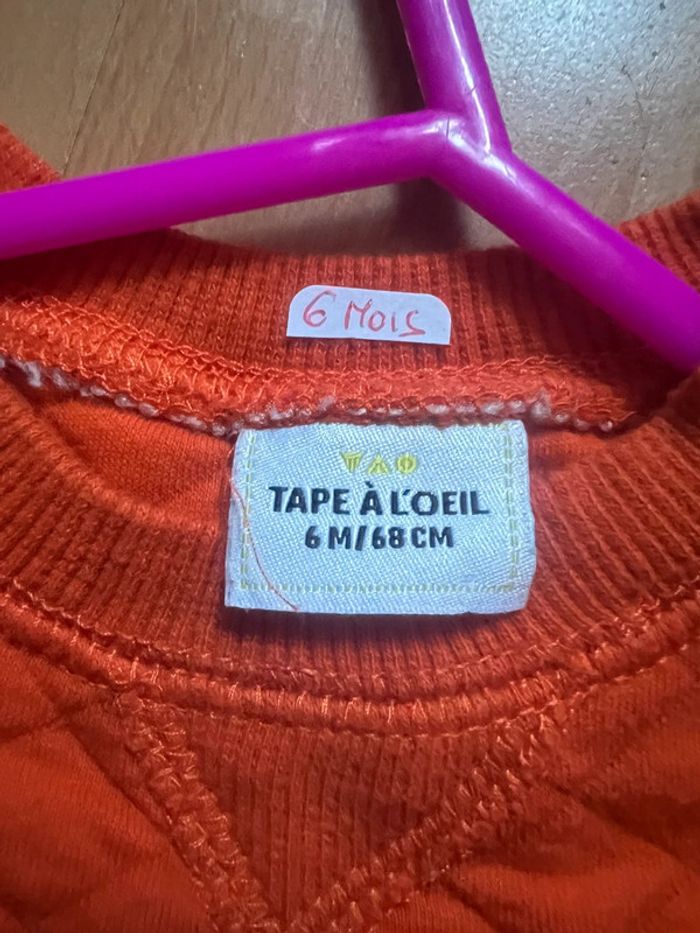 6 MOIS
TAO
TAPE À L'OEIL
6 M/68 CM